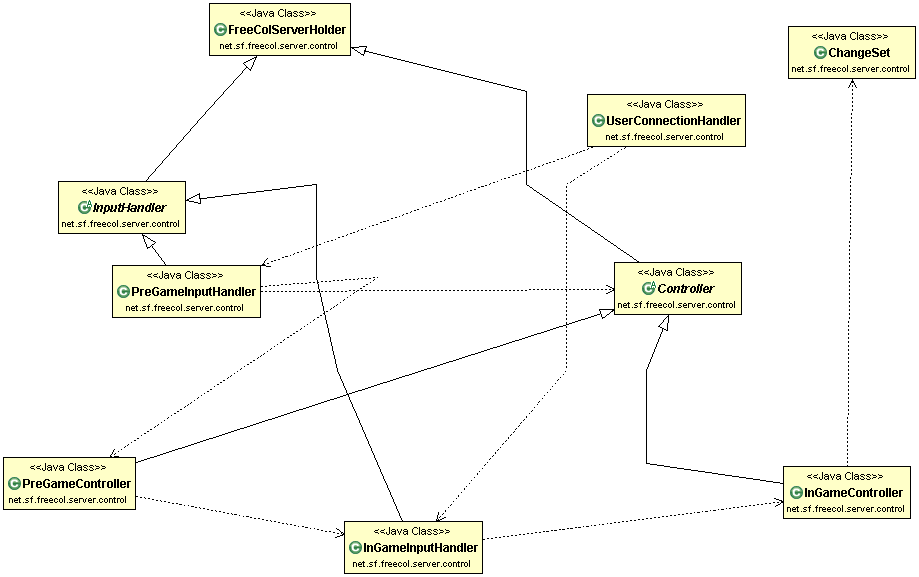 <<Java Class>>
FreeColServerHolder
net.sf.freecol.server.control
<<Java Class>>
ChangeSet
net.sf.freecol.server.control
<<Java Class>>
UserConnectionHandler
net.sf.freecol.server.control
<<Java Class>>
InputHandler
net.sf.freecol.server.control
<<Java Class>>
PreGameInputHandler
net.sf.freecol.server.control
<<Java Class>>
Controller
net.sf.freecol.server.control
<<Java Class>>
PreGameController
net.sf.freecol.server.control
<<Java Class>>
InGameController
net.sf.freecol.server.control
<<Java Class>>
InGameInputHandler
net.sf.freecol.server.control